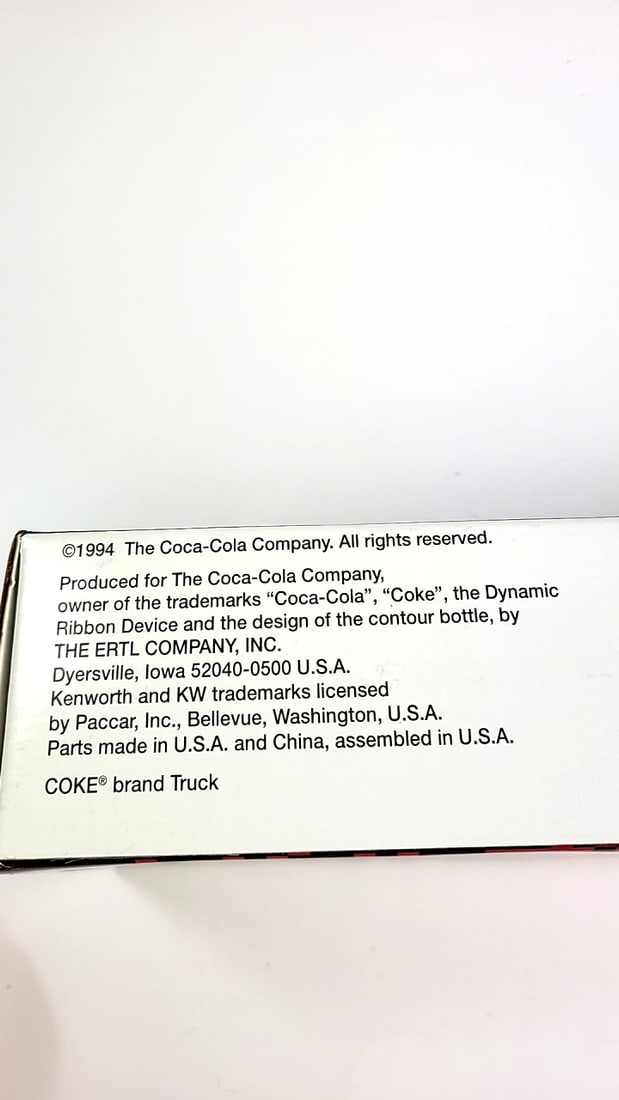 ©1994 The Coca-Cola Company. All rights reserved.
Produced for The Coca-Cola Company,
owner of the trademarks “Coca-Cola”, “Coke”, the Dynamic
Ribbon Device and the design of the contour bottle, by
THE ERTL COMPANY, INC.
Dyersville, Iowa 52040-0500 U.S.A.
Kenworth and KW trademarks licensed
by Paccar, Inc., Bellevue, Washington, U.S.A.
Parts made in U.S.A. and China, assembled in U.S.A.
COKE® brand Truck